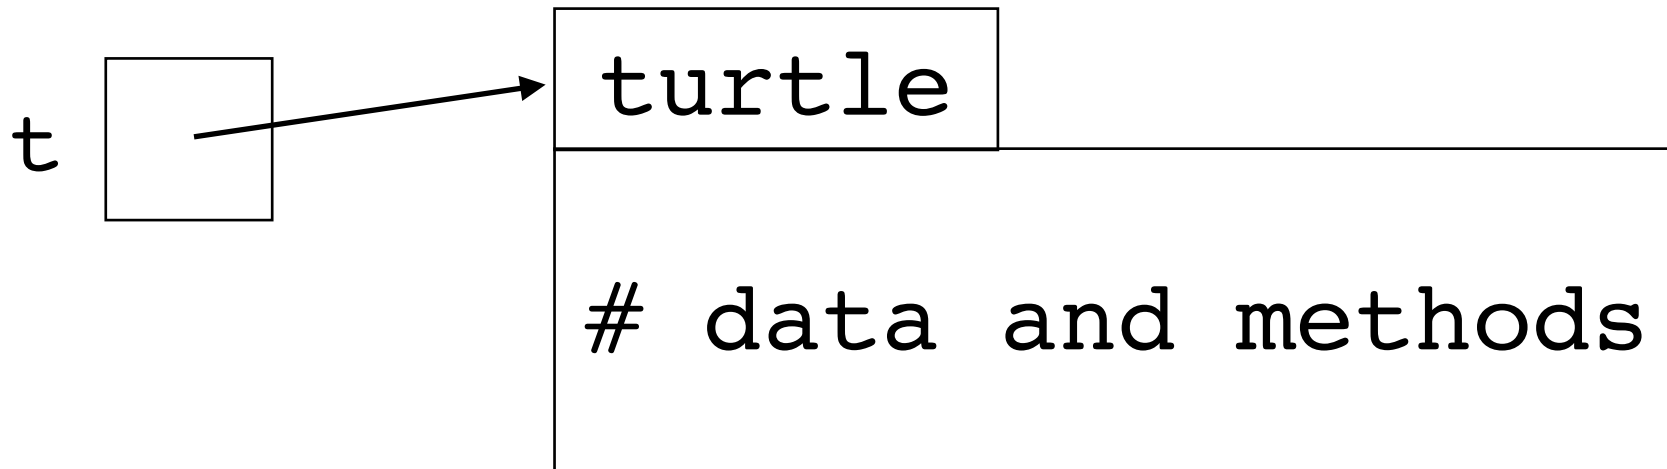 turtle
t
# data and methods